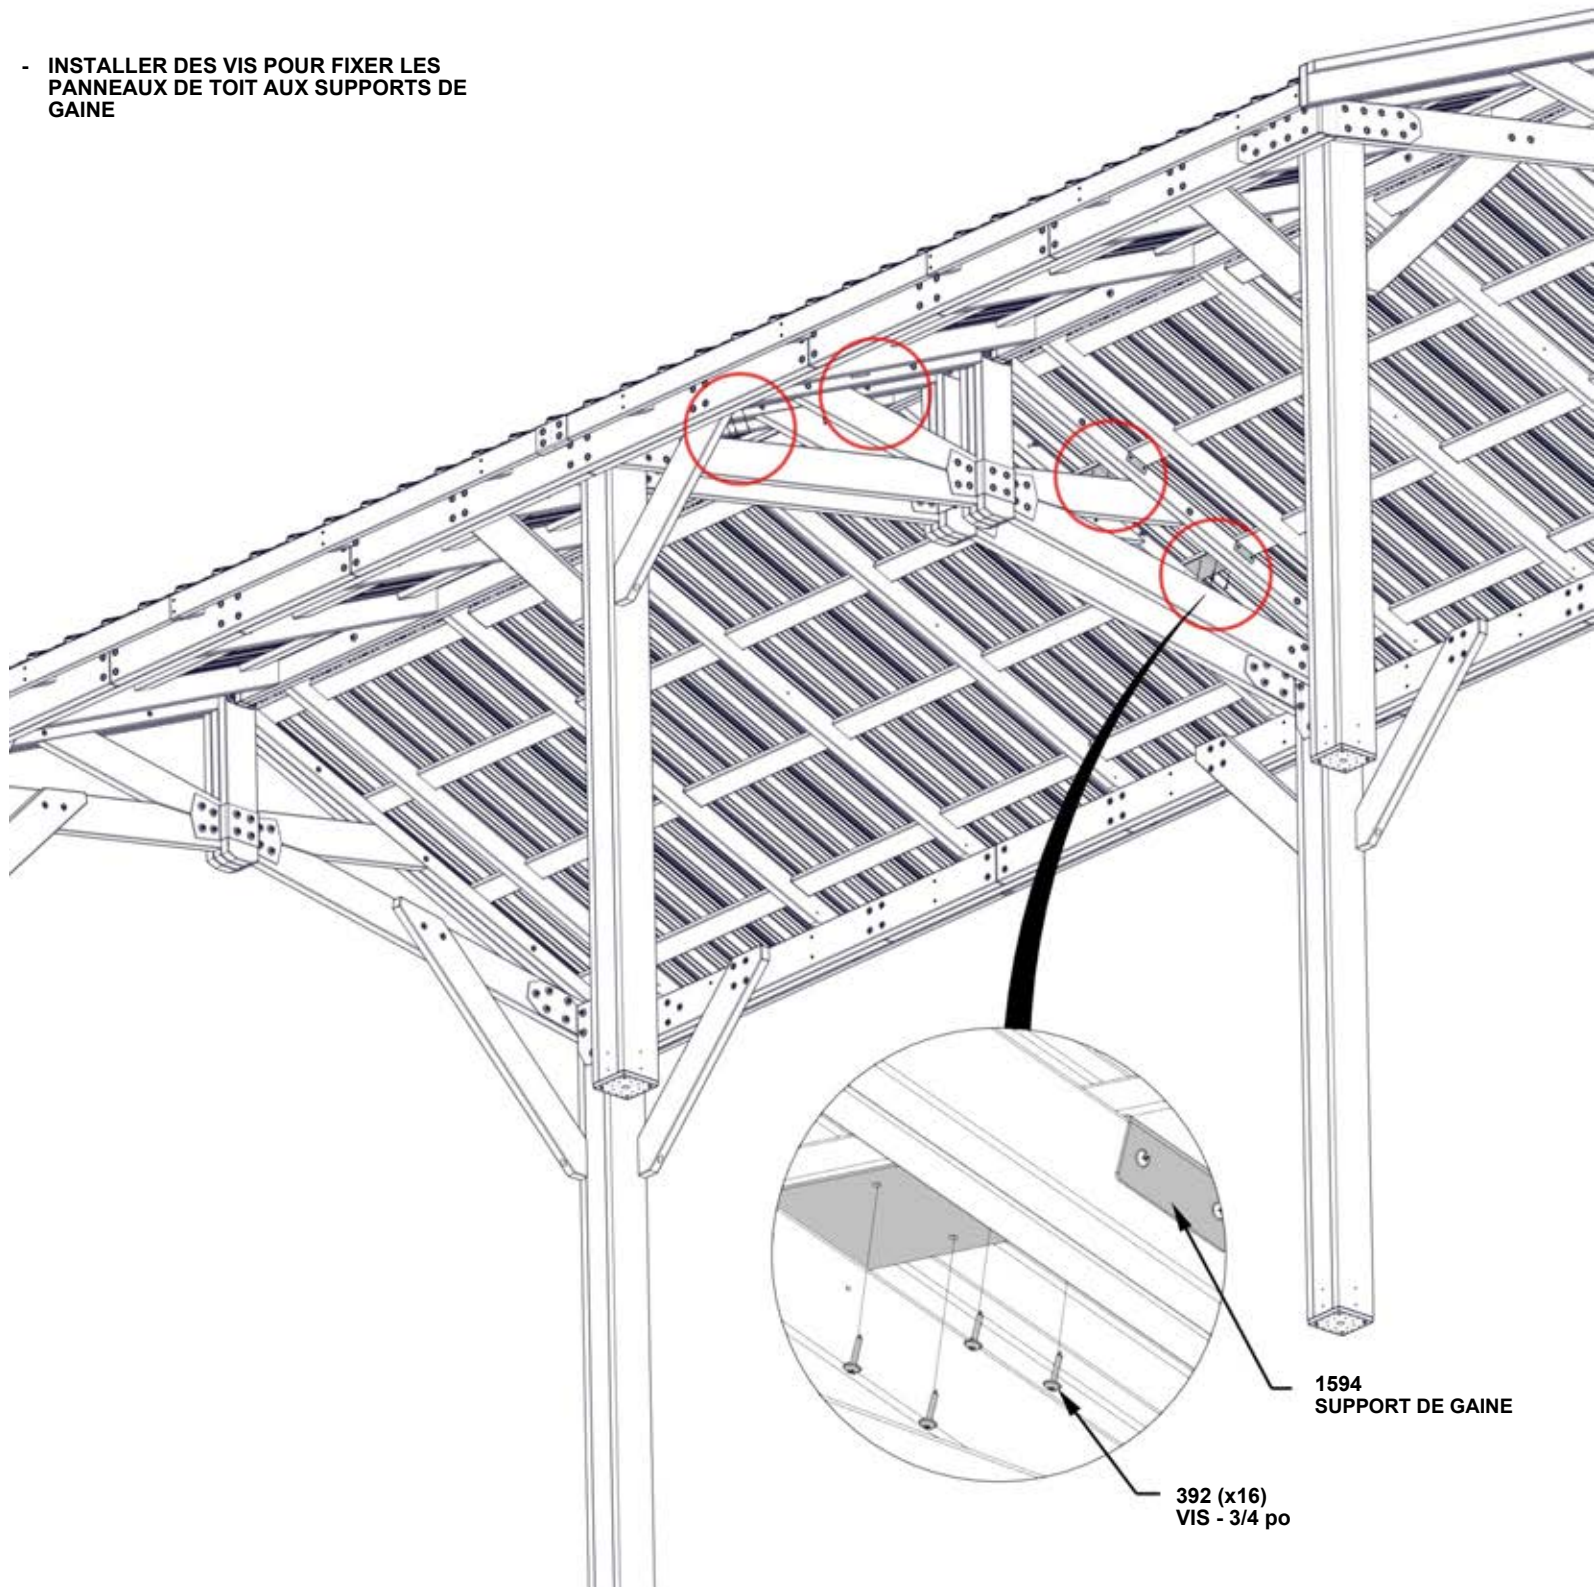 - INSTALLER DES VIS POUR FIXER LES
PANNEAUX DE TOIT AUX SUPPORTS DE
GAINE
1594
SUPPORT DE GAINE
392 (x16)
VIS - 3/4 po